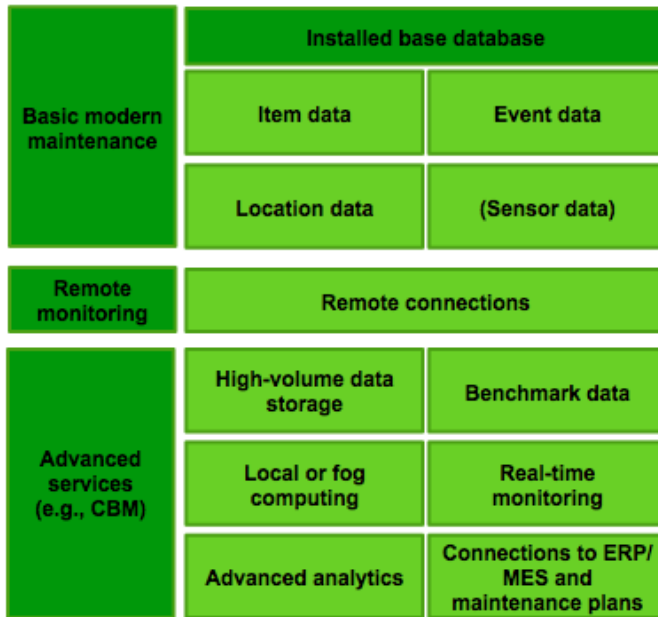 Basic modern
maintenance
Installed base database
Item data
Event data
Location data
(Sensor data)
Remote
monitoring
Remote connections
Advanced
services
(e.g., CBM)
High-volume data
storage
Benchmark data
Local or fog
computing
Real-time
monitoring
Advanced analytics
Connections to ERP/
MES and
maintenance plans